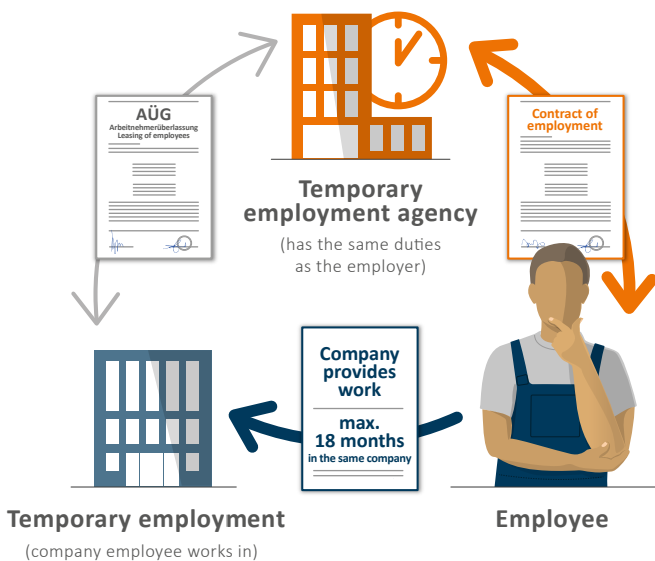 AÜG
Arbeitnehmerüberlassung
Leasing of employees
Contract of
employment
Temporary
employment agency
(has the same duties
as the employer)
Company
provides
work
max.
18 months
in the same company
Temporary employment
(company employee works in)
Employee